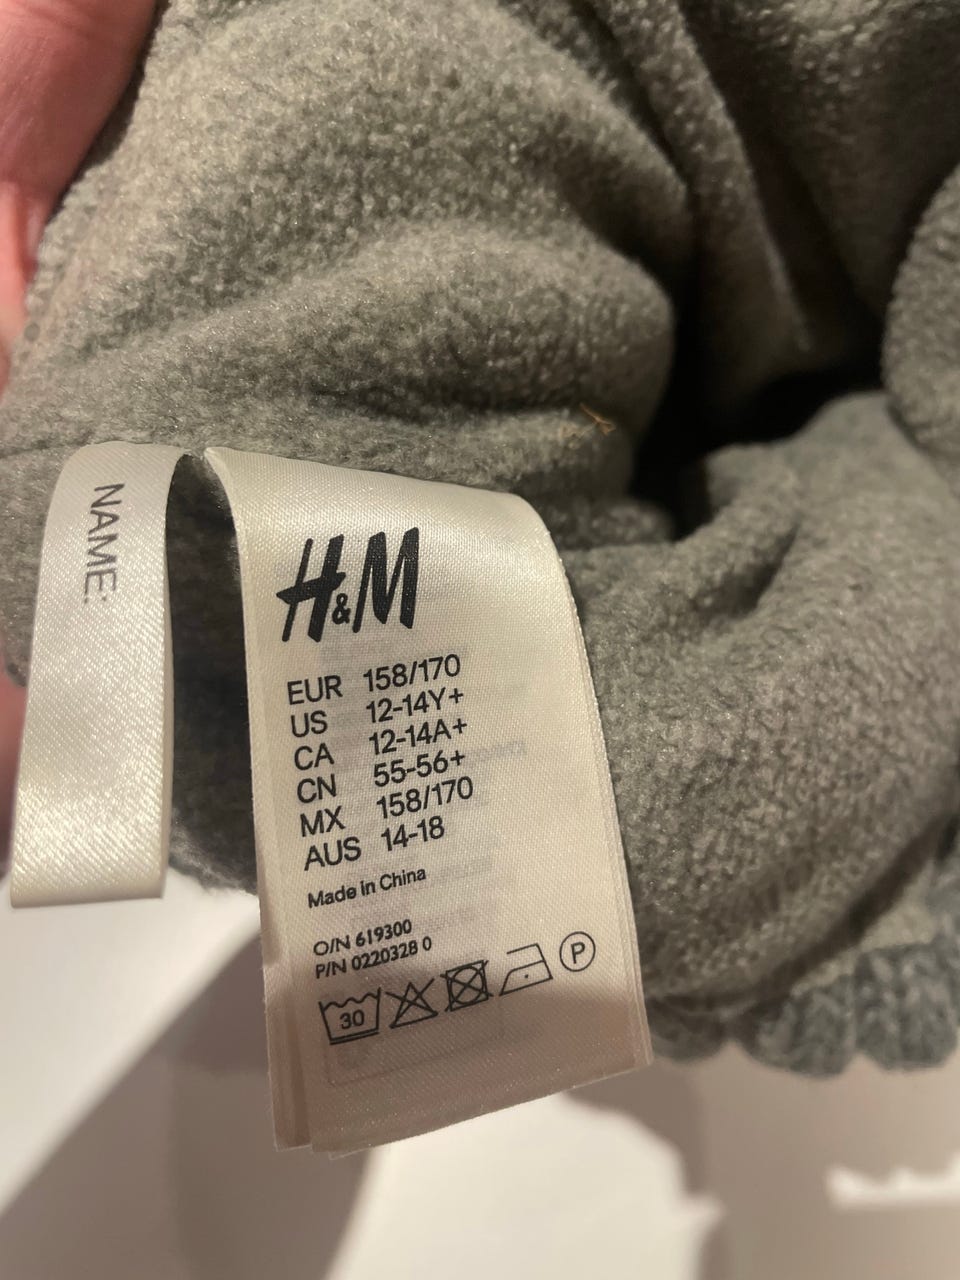 NAME:
H&M
EUR 158/170
US 12-14Y+
CA 12-14A+
CN 55-56+
MX 158/170
AUS 14-18
Made in China
O/N 619300
P/N 0220328 0
30 P